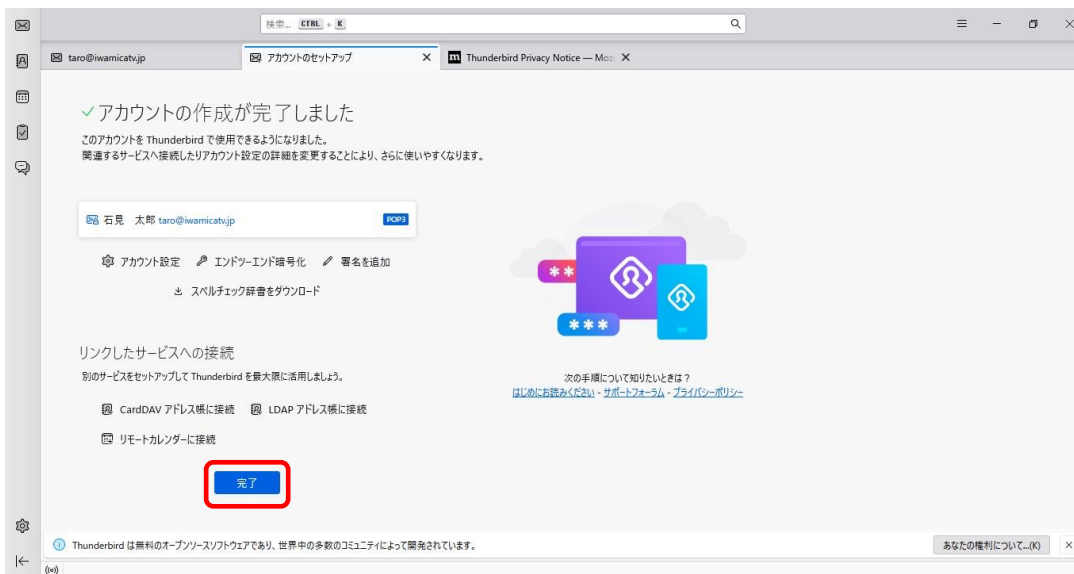 検索... CTRL + K
taro@iwamicatv.jp
アカウントのセットアップ
Thunderbird Privacy Notice — Moz
アカウントの作成が完了しました
このアカウントを Thunderbird で使用できるようになりました。
関連するサービスへ接続したりアカウント設定の詳細を変更することにより、さらに使いやすくなります。
石見 太郎 taro@iwamicatv.jp POP3
アカウント設定 エンドツーエンド暗号化 署名を追加
スペルチェック辞書をダウンロード
リンクしたサービスへの接続
別のサービスをセットアップして Thunderbird を最大限に活用しましょう。
CardDAV アドレス帳に接続 LDAP アドレス帳に接続
リモートカレンダーに接続
完了
次の手順について知りたいときは？
はじめにお読みください - サポートフォーラム - プライバシーポリシー
Thunderbird は無料のオープンソースソフトウェアであり、世界中の多数のコミュニティによって開発されています。
あなたの権利について...(K)